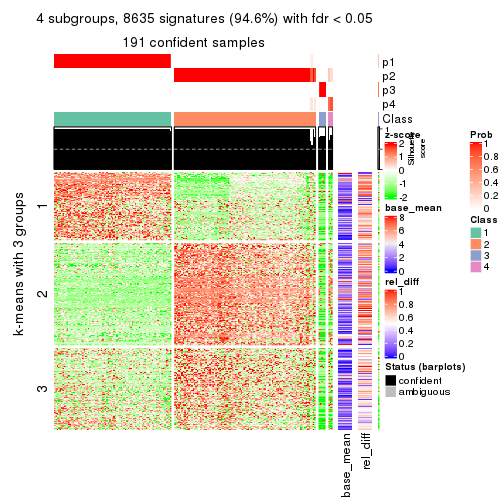 4 subgroups, 8635 signatures (94.6%) with fdr < 0.05
191 confident samples
p1
p2
p3
p4
Class
1
Silhouette
score
k-means with 3 groups
1
2
3
base_mean
rel_diff
z-score
2
1
0
-1
-2
base_mean
8
6
4
2
0
rel_diff
1
0.8
0.6
0.4
0.2
0
Status (barplots)
confident
ambiguous
Prob
1
0.8
0.6
0.4
0.2
0
Class
1
2
3
4